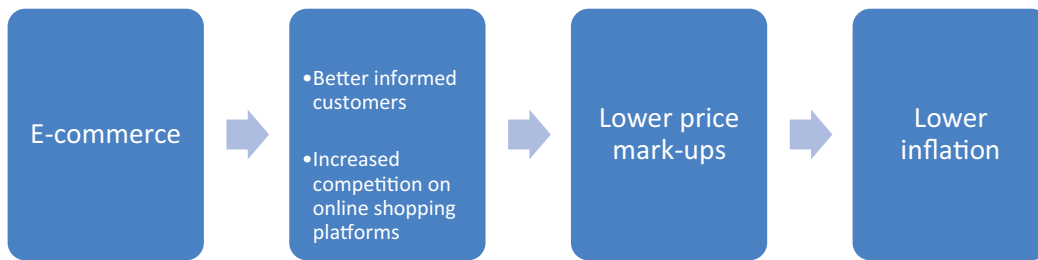 E-commerce
•Better informed
customers
•Increased
competition on
online shopping
platforms
Lower price
mark-ups
Lower
inflation